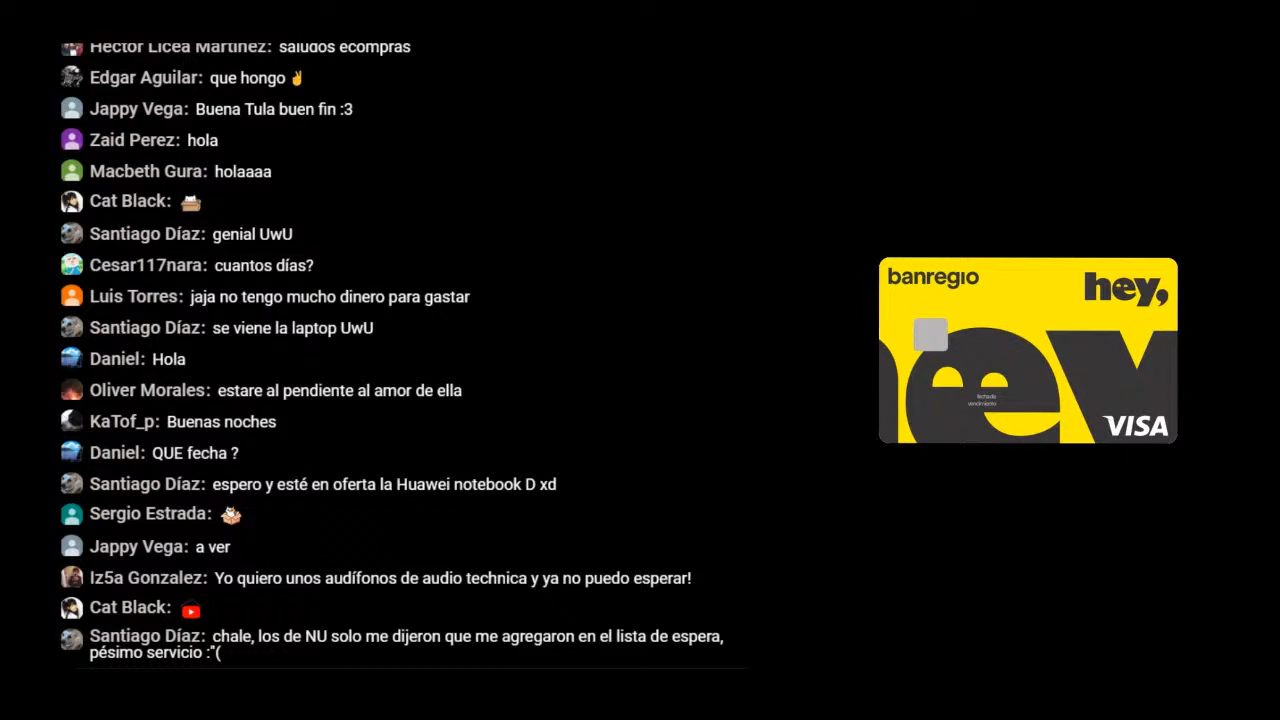 Hector Licea Martinez: saludos ecompras
Edgar Aguilar: que hongo ✌
Jappy Vega: Buena Tula buen fin :3
Zaid Perez: hola
Macbeth Gura: holaaaa
Cat Black:
Santiago Díaz: genial UwU
Cesar117nara: cuantos días?
Luis Torres: jaja no tengo mucho dinero para gastar
Santiago Díaz: se viene la laptop UwU
Daniel: Hola
Oliver Morales: estare al pendiente al amor de ella
KaTof_p: Buenas noches
Daniel: QUE fecha ?
Santiago Díaz: espero y esté en oferta la Huawei notebook D xd
Sergio Estrada:
Jappy Vega: a ver
Iz5a Gonzalez: Yo quiero unos audífonos de audio technica y ya no puedo esperar!
Cat Black:
Santiago Díaz: chale, los de NU solo me dijeron que me agregaron en el lista de espera,
pésimo servicio :"(
banregio
hey,
ey
fecha de
vencimiento
VISA